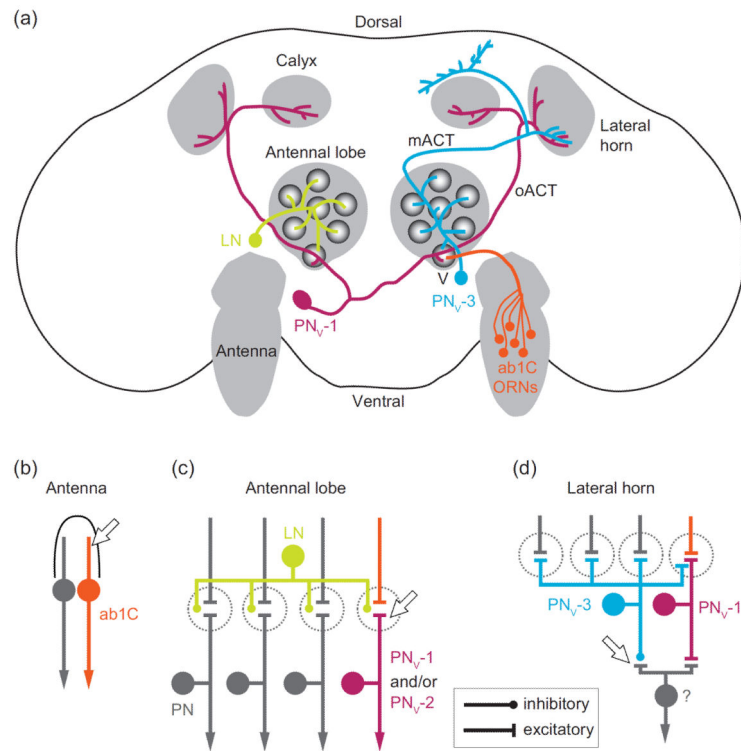 (a)
Dorsal
Calyx
Lateral
horn
mACT
Antennal lobe
oACT
LN
V
PNV-1
PNV-3
Antenna
ab1C
ORNs
Ventral
(b)
Antenna
ab1C
(c)
Antennal lobe
LN
PN
PNV-1
and/or
PNV-2
(d)
Lateral horn
PNV-3
PNV-1
?
inhibitory
excitatory